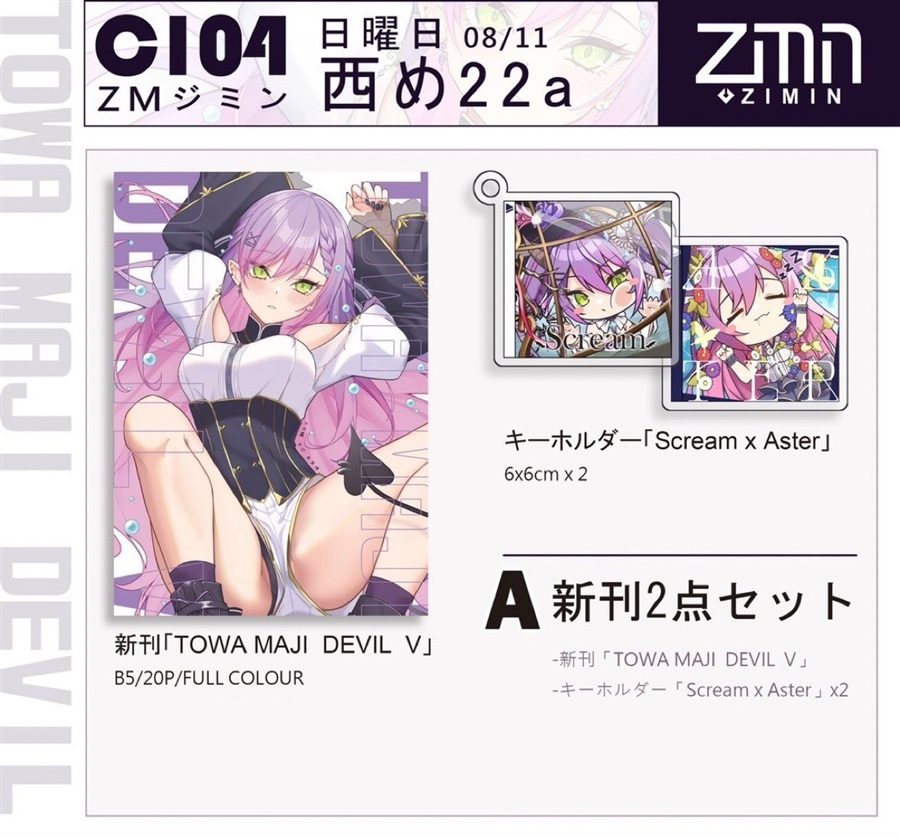 TOWA MAJI DEVIL
C104
ZMジミン
日曜日 08/11
西め22a
ZMN
ZIMIN
Scream
ASTER
zzz
キーホルダー「Scream x Aster」
6x6cm x 2
A 新刊2点セット
-新刊「TOWA MAJI DEVIL V」
-キーホルダー「Scream x Aster」x2
新刊「TOWA MAJI DEVIL V」
B5/20P/FULL COLOUR